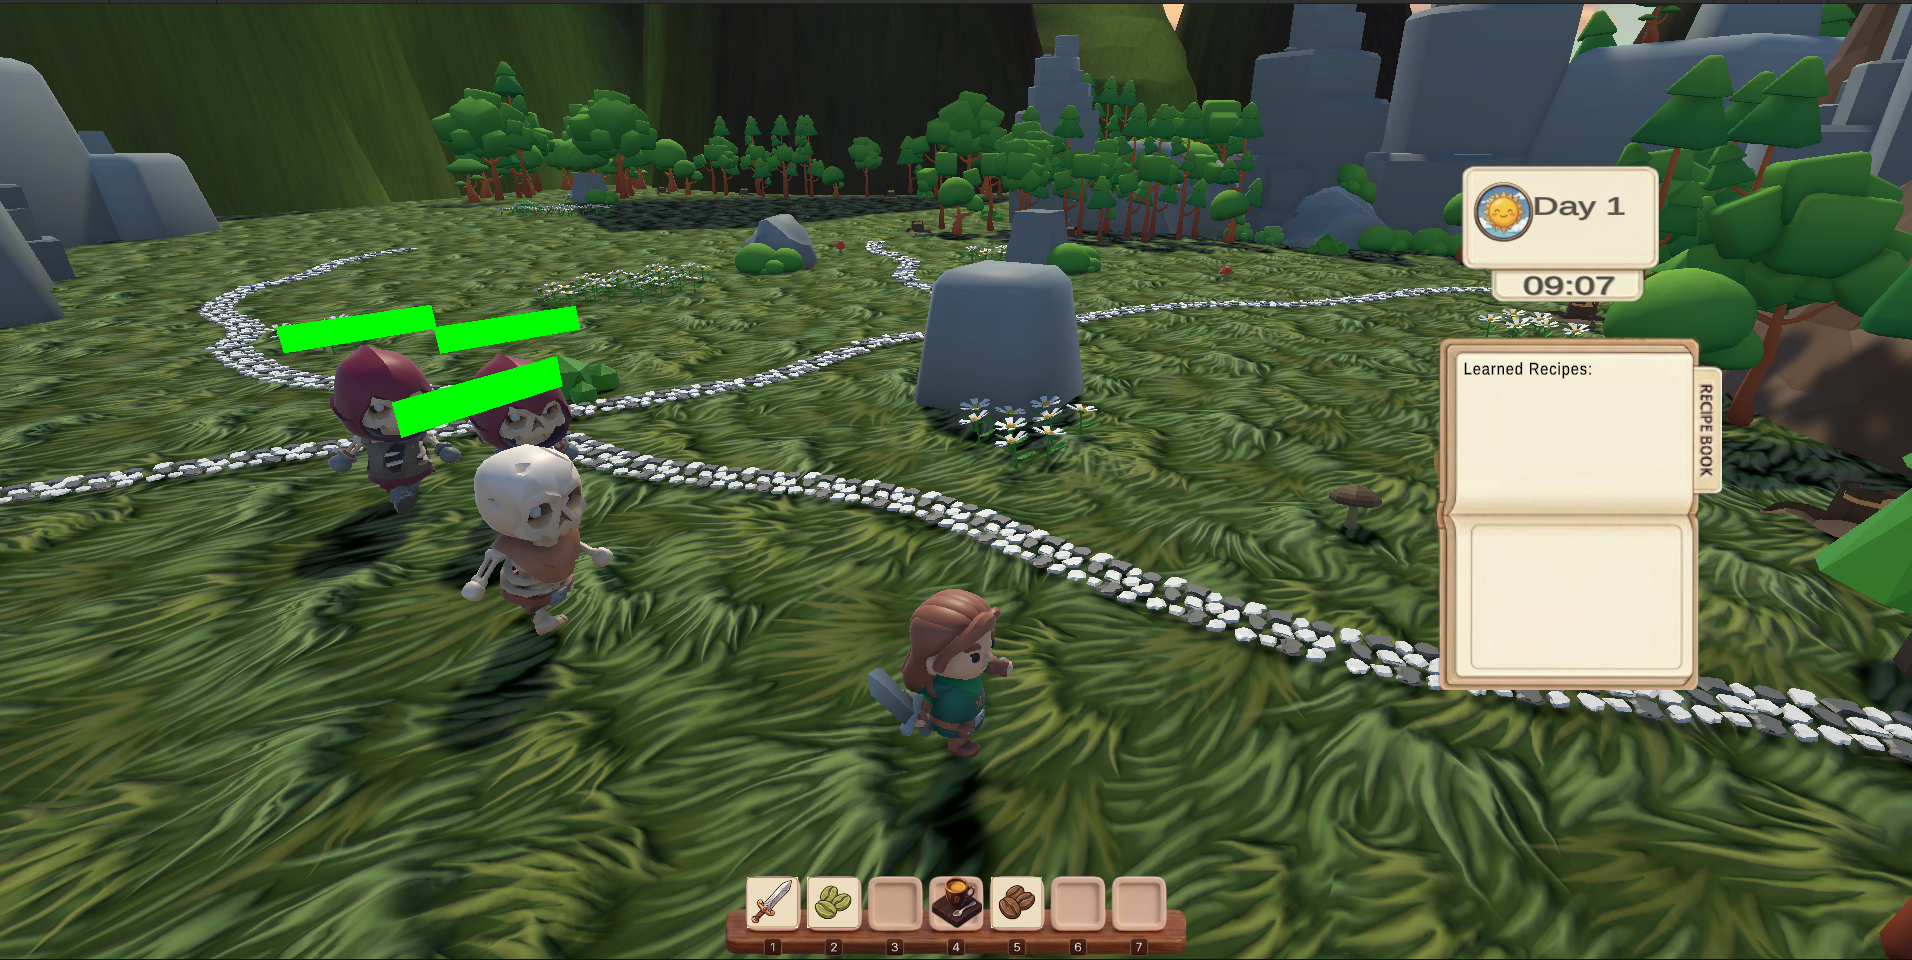 Day 1
09:07
Learned Recipes:
RECIPE BOOK
1 2 3 4 5 6 7